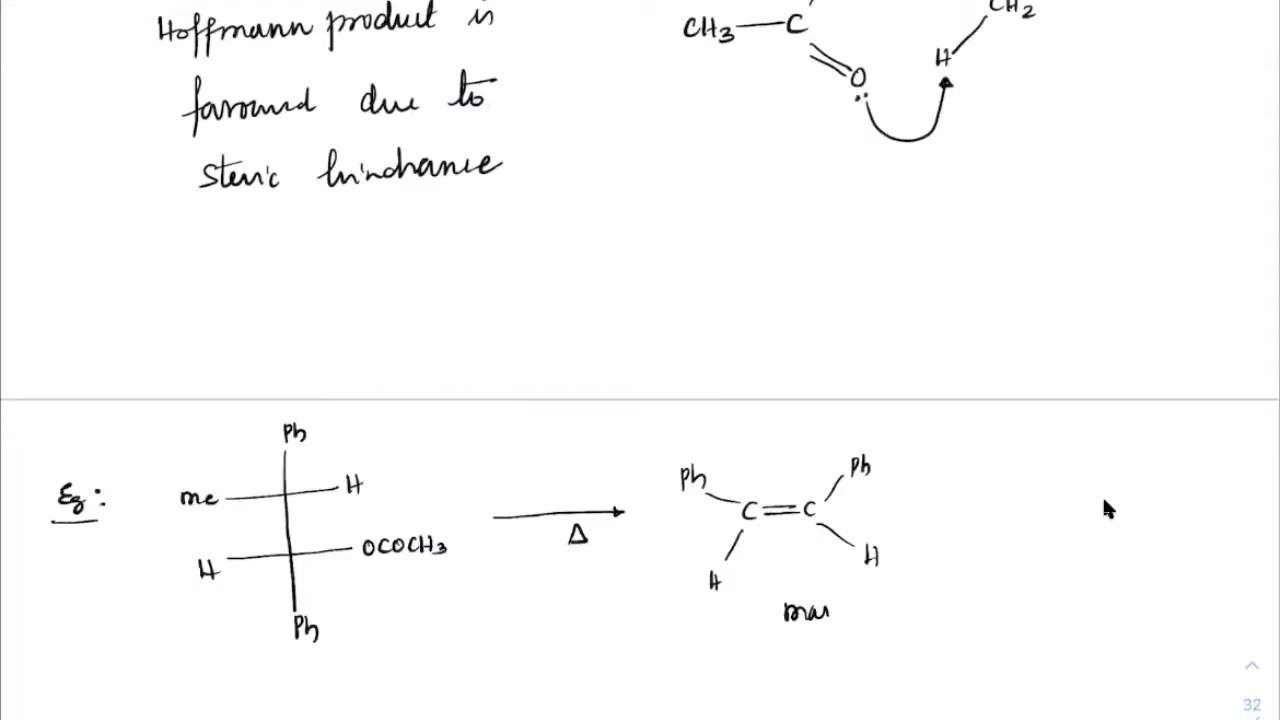 Hoffmann product is
favoured due to
steric hindrance
CH3 C
O
H
CH2
Eg:
Ph
Me H
H OCOCH3
Ph
Δ
Ph Ph
C = C
H H